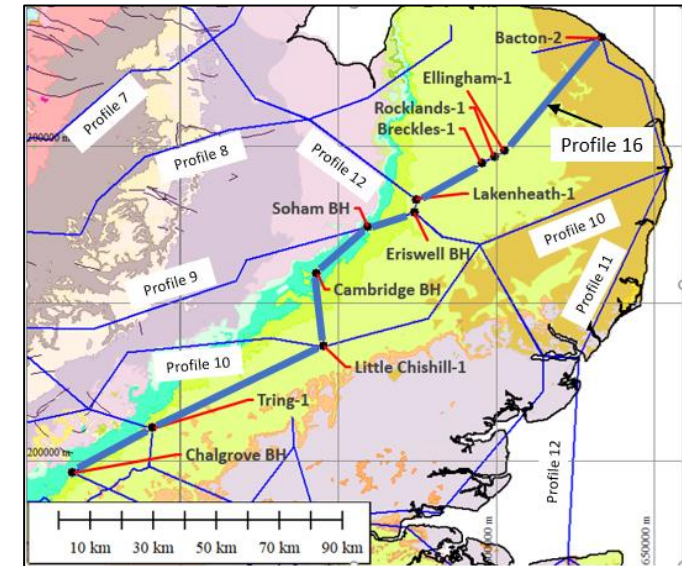 Bacton-2
Ellingham-1
Rocklands-1
Breckles-1
Profile 7
Profile 8
Profile 12
Profile 16
Lakenheath-1
Soham BH
Profile 10
Eriswell BH
Profile 9
Cambridge BH
Profile 11
Profile 10
Little Chishill-1
Tring-1
200000 m
Chalgrove BH
Profile 12
650000 m
10 km 30 km 50 km 70 km 90 km